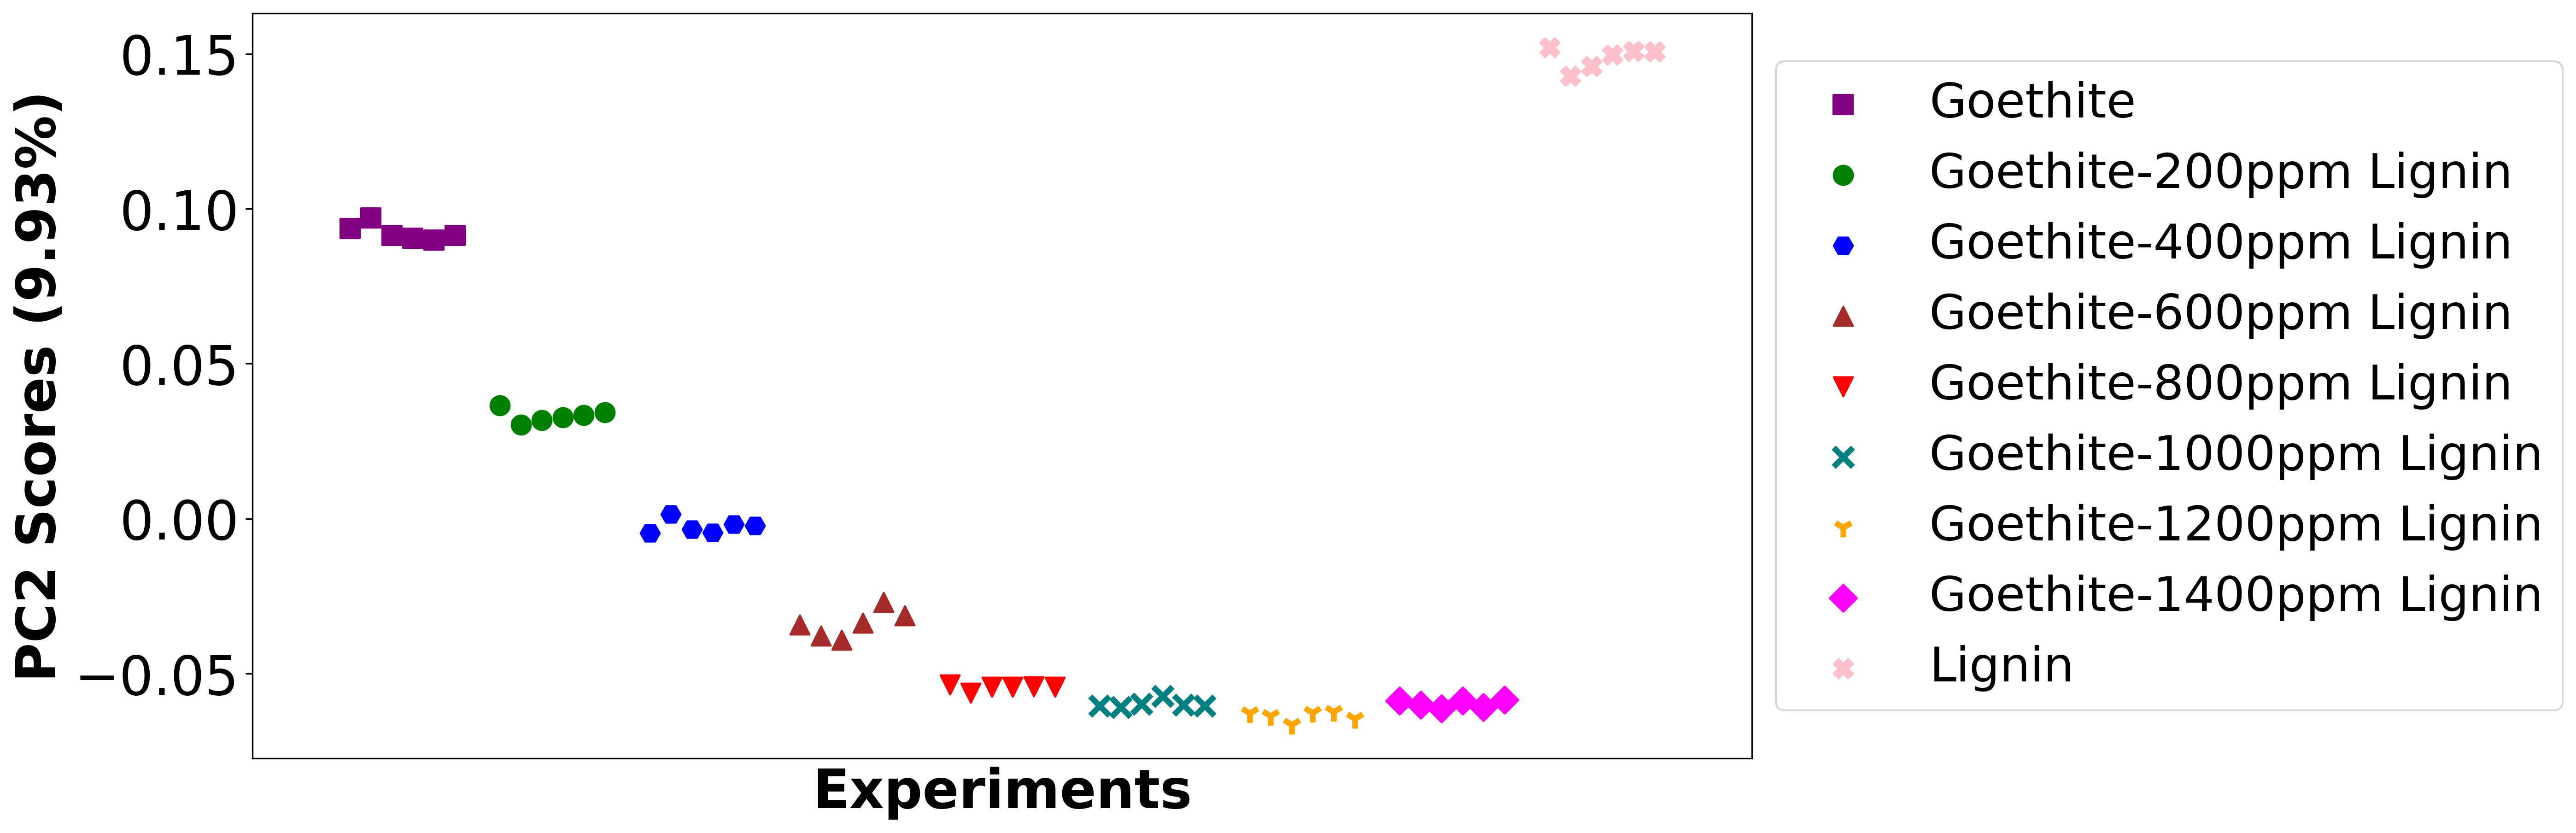 PC2 Scores (9.93%)
0.15
0.10
0.05
0.00
−0.05
Experiments
Goethite
Goethite-200ppm Lignin
Goethite-400ppm Lignin
Goethite-600ppm Lignin
Goethite-800ppm Lignin
Goethite-1000ppm Lignin
Goethite-1200ppm Lignin
Goethite-1400ppm Lignin
Lignin